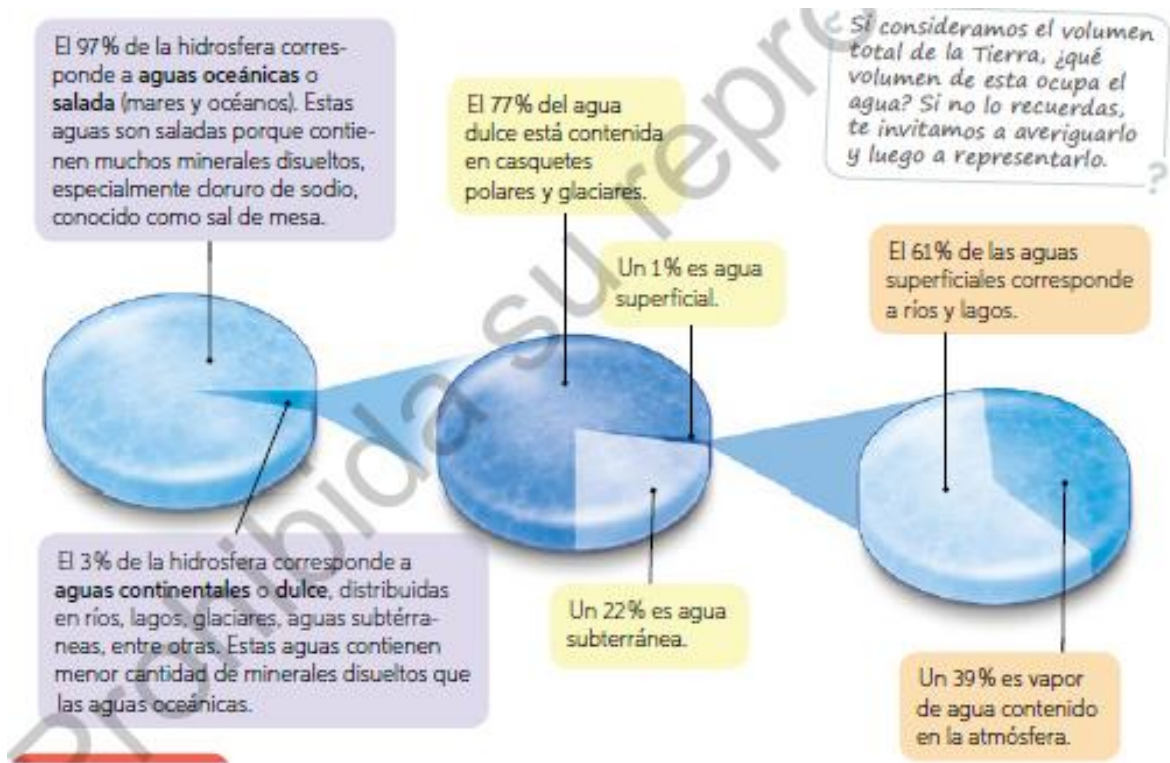 El 97% de la hidrosfera corres-
ponde a aguas oceánicas o
salada (mares y océanos). Estas
aguas son saladas porque contie-
nen muchos minerales disueltos,
especialmente cloruro de sodio,
conocido como sal de mesa.
El 77% del agua
dulce está contenida
en casquetes
polares y glaciares.
Un 1% es agua
superficial.
Si consideramos el volumen
total de la Tierra, ¿qué
volumen de esta ocupa el
agua? Si no lo recuerdas,
te invitamos a averiguarlo
y luego a representarlo.
?
El 61% de las aguas
superficiales corresponde
a ríos y lagos.
El 3% de la hidrosfera corresponde a
aguas continentales o dulce, distribuidas
en ríos, lagos, glaciares, aguas subtérra-
neas, entre otras. Estas aguas contienen
menor cantidad de minerales disueltos que
las aguas oceánicas.
Un 22% es agua
subterránea.
Un 39% es vapor
de agua contenido
en la atmósfera.
Prohibida su repro